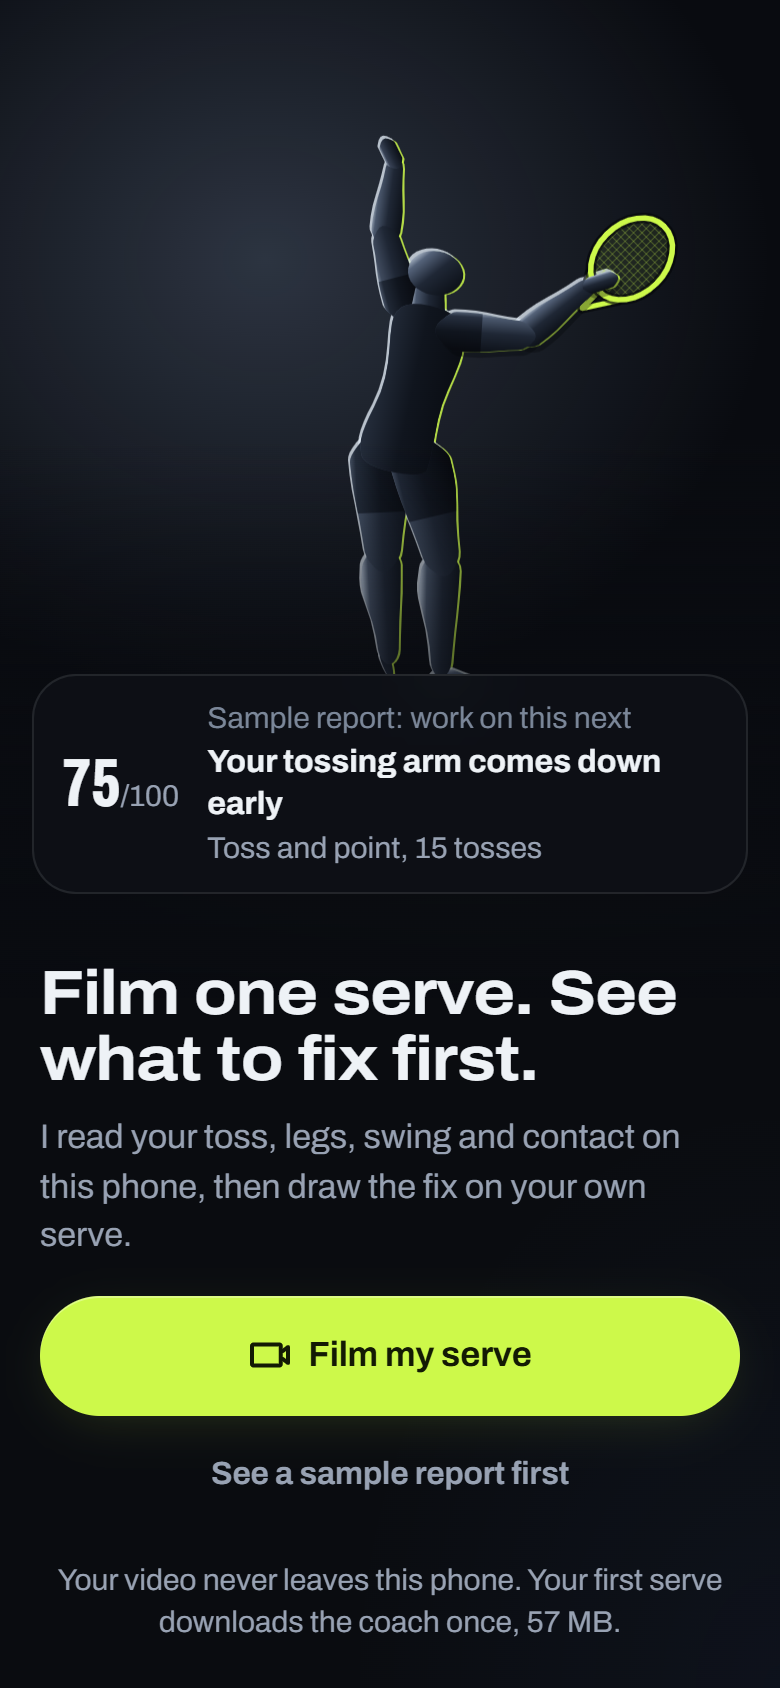 Sample report: work on this next
75/100
Your tossing arm comes down
early
Toss and point, 15 tosses
Film one serve. See
what to fix first.
I read your toss, legs, swing and contact on
this phone, then draw the fix on your own
serve.
Film my serve
See a sample report first
Your video never leaves this phone. Your first serve
downloads the coach once, 57 MB.